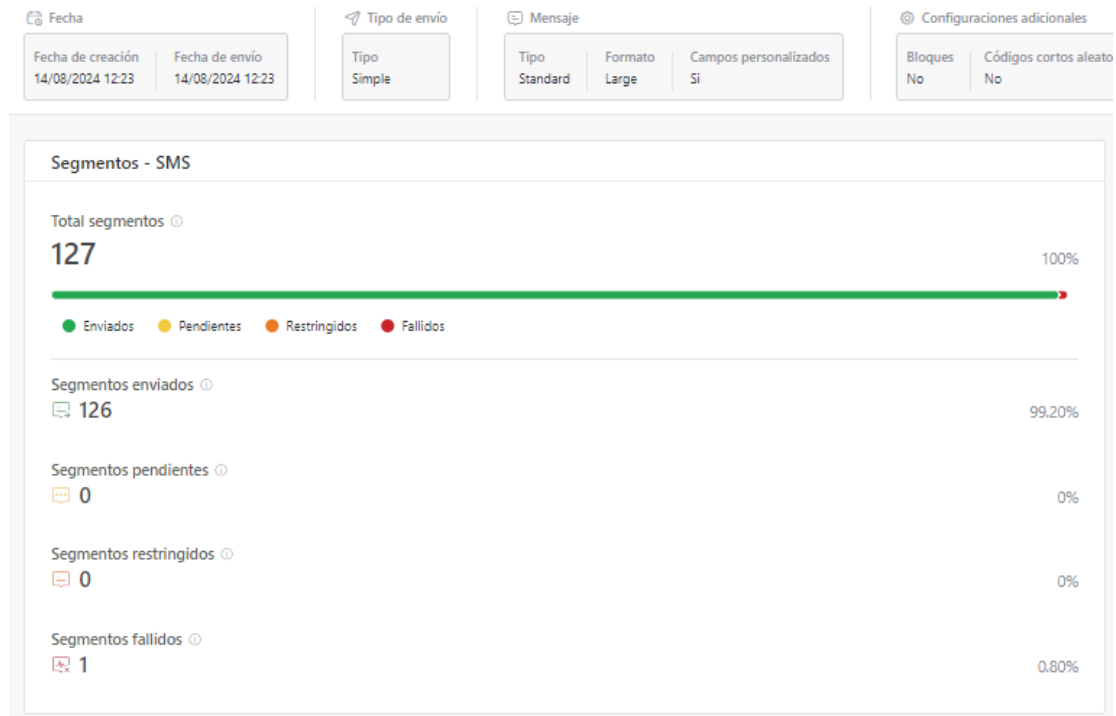 Fecha
Tipo de envío
Mensaje
Configuraciones adicionales
Fecha de creación
Fecha de envío
Tipo
Tipo
Formato
Campos personalizados
Bloques
Códigos cortos aleato
14/08/2024 12:23
14/08/2024 12:23
Simple
Standard
Large
Si
No
No
Segmentos - SMS
Total segmentos
127
100%
Enviados
Pendientes
Restringidos
Fallidos
Segmentos enviados
126
99.20%
Segmentos pendientes
0
0%
Segmentos restringidos
0
0%
Segmentos fallidos
1
0.80%